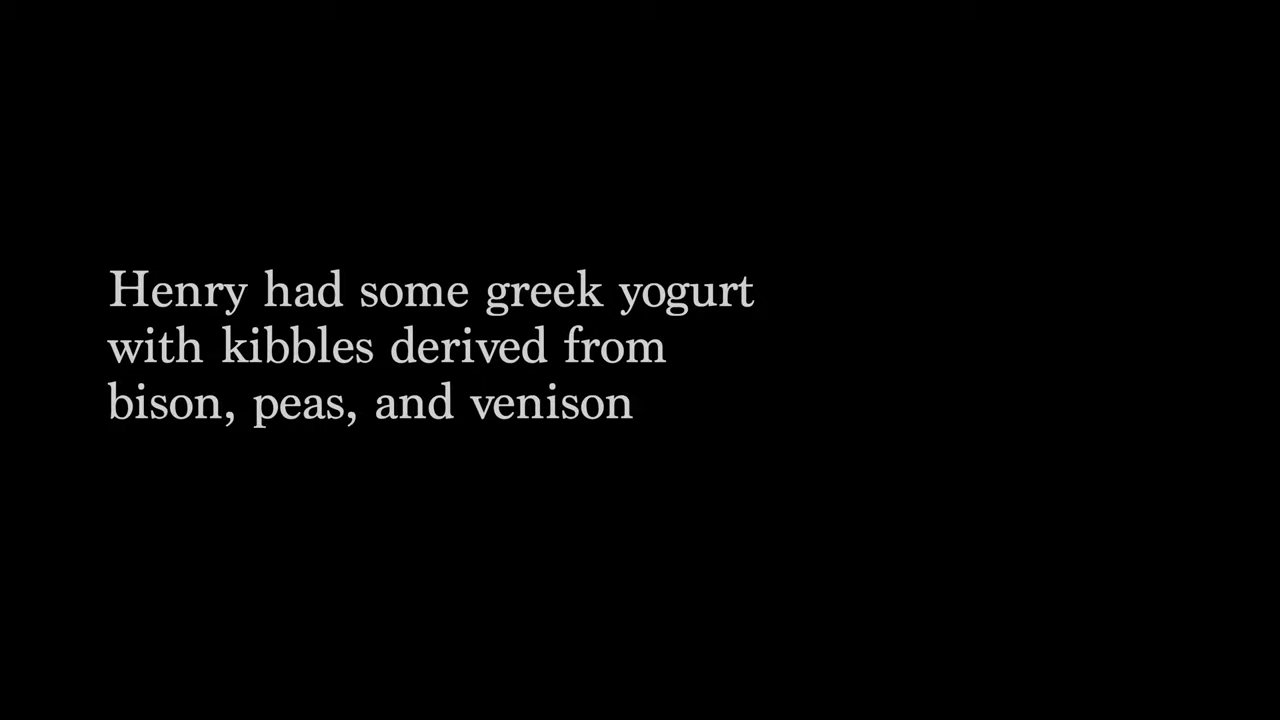 Henry had some greek yogurt
with kibbles derived from
bison, peas, and venison